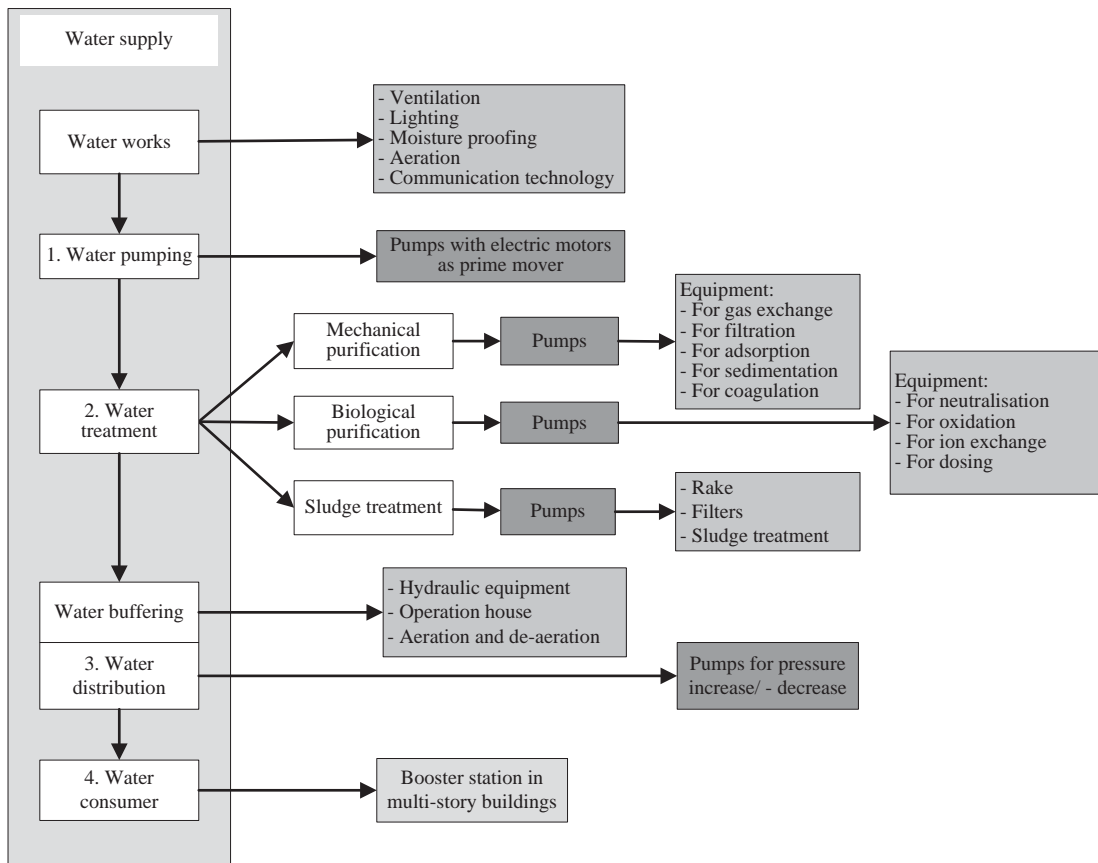 Water supply
Water works
- Ventilation
- Lighting
- Moisture proofing
- Aeration
- Communication technology
1. Water pumping
Pumps with electric motors
as prime mover
2. Water
treatment
Mechanical
purification
Pumps
Equipment:
- For gas exchange
- For filtration
- For adsorption
- For sedimentation
- For coagulation
Biological
purification
Pumps
Equipment:
- For neutralisation
- For oxidation
- For ion exchange
- For dosing
Sludge treatment
Pumps
- Rake
- Filters
- Sludge treatment
Water buffering
- Hydraulic equipment
- Operation house
- Aeration and de-aeration
3. Water
distribution
Pumps for pressure
increase/ - decrease
4. Water
consumer
Booster station in
multi-story buildings